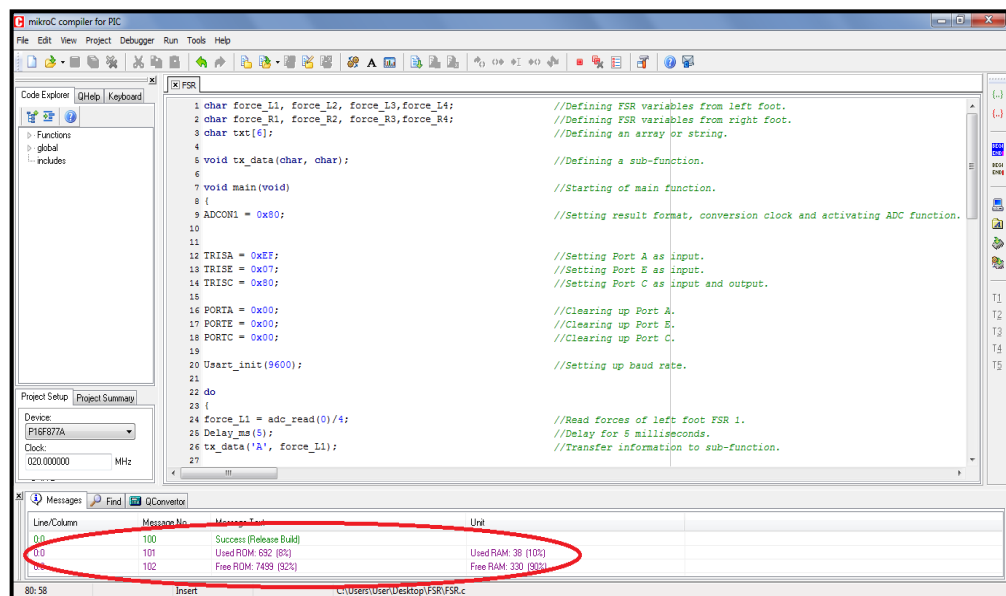 mikroC compiler for PIC
File Edit View Project Debugger Run Tools Help
Code Explorer QHelp Keyboard
Functions
global
includes
FSR
1 char force_L1, force_L2, force_L3,force_L4; //Defining FSR variables from left foot.
2 char force_R1, force_R2, force_R3,force_R4; //Defining FSR variables from right foot.
3 char txt[6]; //Defining an array or string.
4
5 void tx_data(char, char); //Defining a sub-function.
6
7 void main(void) //Starting of main function.
8 {
9 ADCON1 = 0x80; //Setting result format, conversion clock and activating ADC function.
10
11
12 TRISA = 0xEF; //Setting Port A as input.
13 TRISE = 0x07; //Setting Port E as input.
14 TRISC = 0x80; //Setting Port C as input and output.
15
16 PORTA = 0x00; //Clearing up Port A.
17 PORTE = 0x00; //Clearing up Port E.
18 PORTC = 0x00; //Clearing up Port C.
19
20 Usart_init(9600); //Setting up baud rate.
21
22 do
23 {
24 force_L1 = adc_read(0)/4; //Read forces of left foot FSR 1.
25 Delay_ms(5); //Delay for 5 milliseconds.
26 tx_data('A', force_L1); //Transfer information to sub-function.
27
T1
T2
T3
T4
T5
Project Setup Project Summary
Device:
P16F877A
Clock:
020.000000 MHz
Messages Find QConvertor
Line/Column Message No. Message Text Unit
0:0 100 Success (Release Build)
0:0 101 Used ROM: 692 (8%) Used RAM: 38 (10%)
0:0 102 Free ROM: 7499 (92%) Free RAM: 330 (90%)
80: 58 Insert C:\Users\User\Desktop\FSR\FSR.c